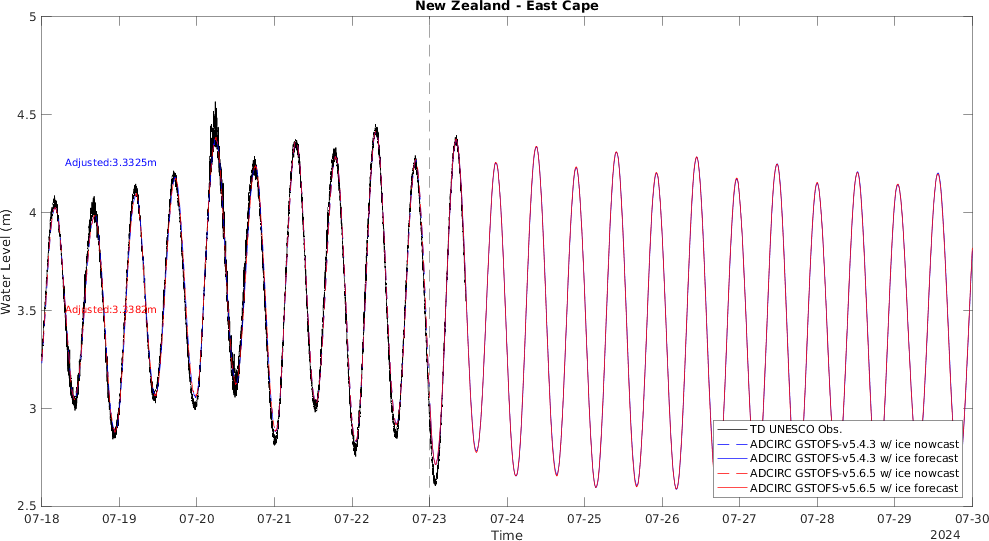 New Zealand - East Cape
5
4.5
4
3.5
3
2.5
Water Level (m)
Adjusted:3.3325m
Adjusted:3.3382m
TD UNESCO Obs.
ADCIRC GSTOFS-v5.4.3 w/ ice nowcast
ADCIRC GSTOFS-v5.4.3 w/ ice forecast
ADCIRC GSTOFS-v5.6.5 w/ ice nowcast
ADCIRC GSTOFS-v5.6.5 w/ ice forecast
07-18 07-19 07-20 07-21 07-22 07-23 07-24 07-25 07-26 07-27 07-28 07-29 07-30
Time
2024